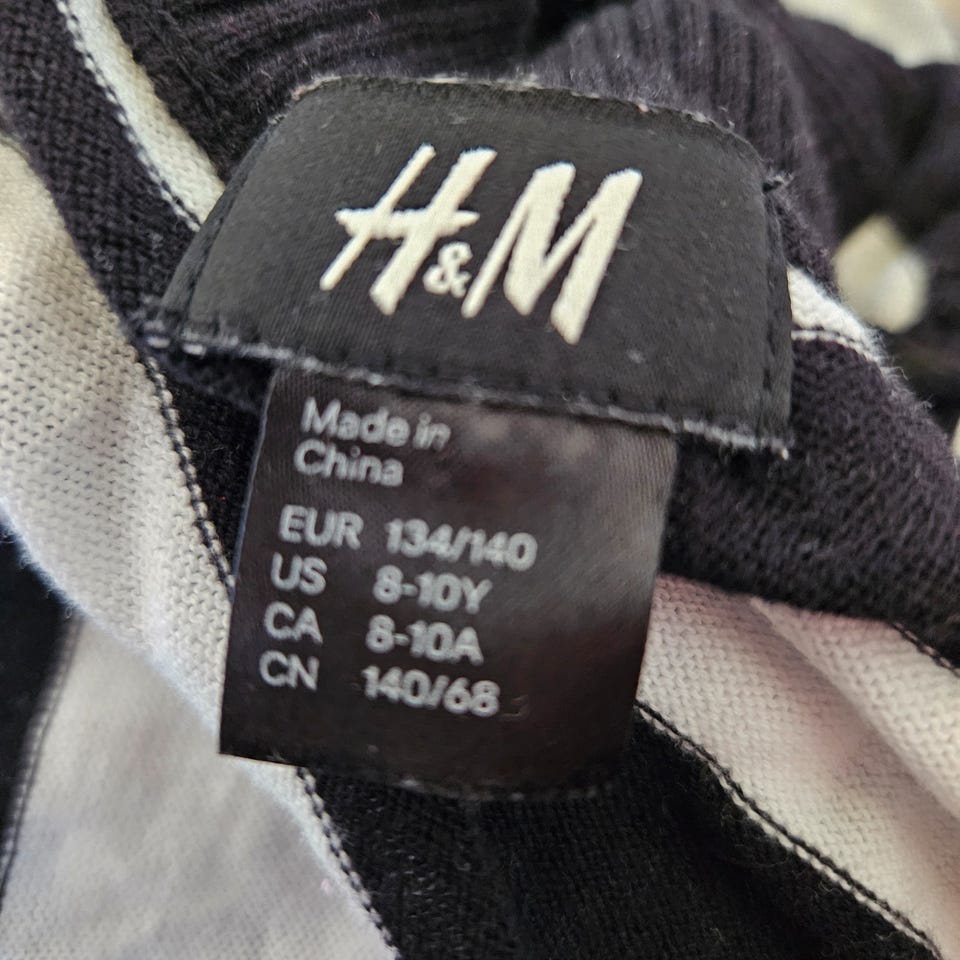 H&M
Made in
China
EUR 134/140
US 8-10Y
CA 8-10A
CN 140/68